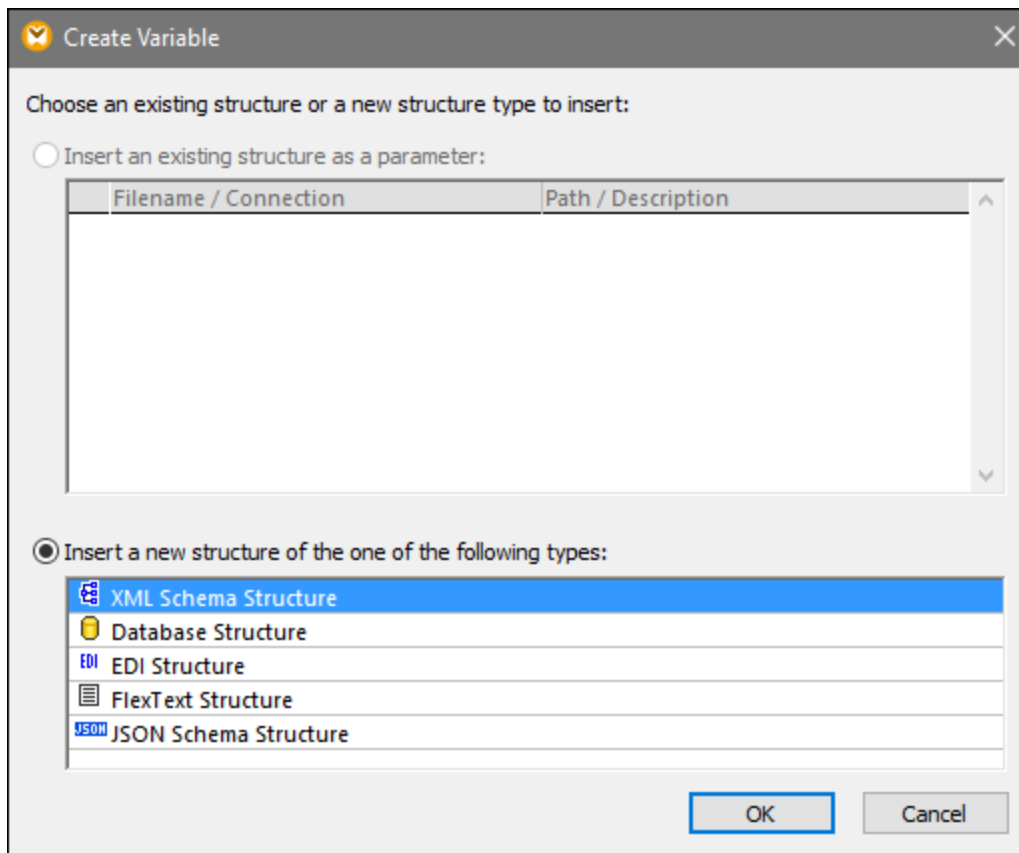 Create Variable
Choose an existing structure or a new structure type to insert:
Insert an existing structure as a parameter:
Filename / Connection Path / Description
Insert a new structure of the one of the following types:
XML Schema Structure
Database Structure
EDI EDI Structure
FlexText Structure
JSON JSON Schema Structure
OK Cancel